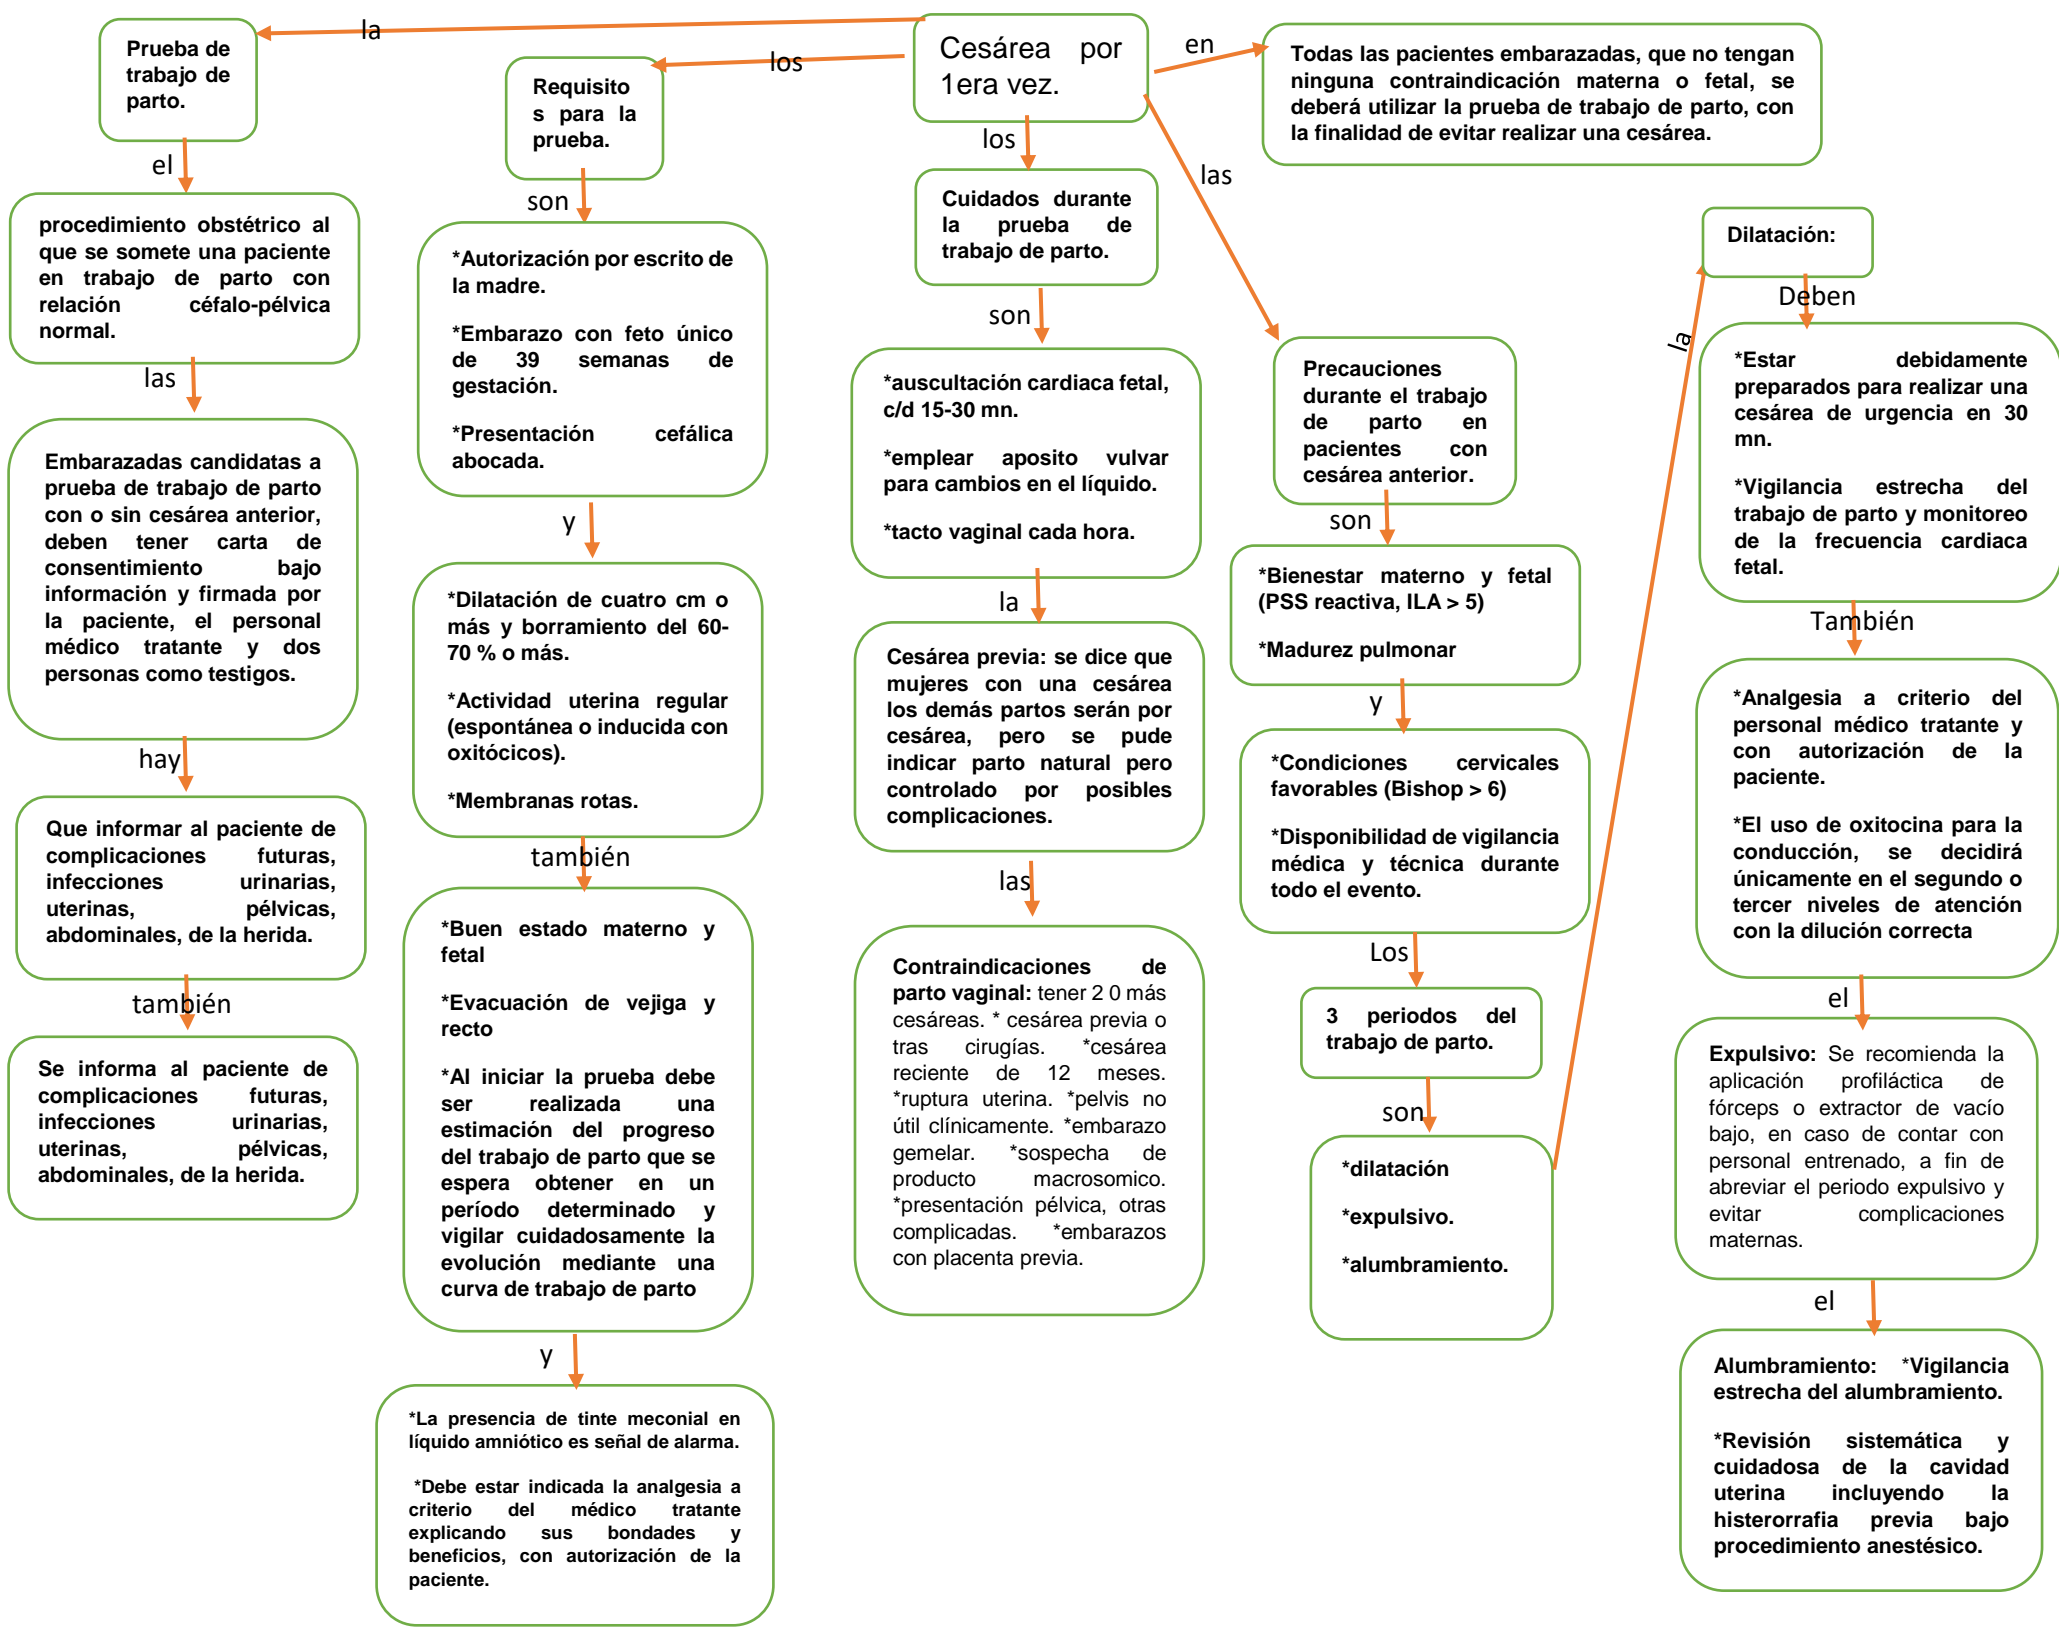 Cesárea por
1era vez.
la
Prueba de
trabajo de
parto.
el
procedimiento obstétrico al
que se somete una paciente
en trabajo de parto con
relación céfalo-pélvica
normal.
las
Embarazadas candidatas a
prueba de trabajo de parto
con o sin cesárea anterior,
deben tener carta de
consentimiento bajo
información y firmada por
la paciente, el personal
médico tratante y dos
personas como testigos.
hay
Que informar al paciente de
complicaciones futuras,
infecciones urinarias,
uterinas, pélvicas,
abdominales, de la herida.
también
Se informa al paciente de
complicaciones futuras,
infecciones urinarias,
uterinas, pélvicas,
abdominales, de la herida.
los
Requisito
s para la
prueba.
son
*Autorización por escrito de
la madre.
*Embarazo con feto único
de 39 semanas de
gestación.
*Presentación cefálica
abocada.
y
*Dilatación de cuatro cm o
más y borramiento del 60-
70 % o más.
*Actividad uterina regular
(espontánea o inducida con
oxitócicos).
*Membranas rotas.
también
*Buen estado materno y
fetal
*Evacuación de vejiga y
recto
*Al iniciar la prueba debe
ser realizada una
estimación del progreso
del trabajo de parto que se
espera obtener en un
período determinado y
vigilar cuidadosamente la
evolución mediante una
curva de trabajo de parto
y
*La presencia de tinte meconial en
líquido amniótico es señal de alarma.
*Debe estar indicada la analgesia a
criterio del médico tratante
explicando sus bondades y
beneficios, con autorización de la
paciente.
los
Cuidados durante
la prueba de
trabajo de parto.
son
*auscultación cardiaca fetal,
c/d 15-30 mn.
*emplear aposito vulvar
para cambios en el líquido.
*tacto vaginal cada hora.
la
Cesárea previa: se dice que
mujeres con una cesárea
los demás partos serán por
cesárea, pero se pude
indicar parto natural pero
controlado por posibles
complicaciones.
las
Contraindicaciones de
parto vaginal: tener 2 0 más
cesáreas. * cesárea previa o
tras cirugías. *cesárea
reciente de 12 meses.
*ruptura uterina. *pelvis no
útil clínicamente. *embarazo
gemelar. *sospecha de
producto macrosomico.
*presentación pélvica, otras
complicadas. *embarazos
con placenta previa.
en
Todas las pacientes embarazadas, que no tengan
ninguna contraindicación materna o fetal, se
deberá utilizar la prueba de trabajo de parto, con
la finalidad de evitar realizar una cesárea.
las
Precauciones
durante el trabajo
de parto en
pacientes con
cesárea anterior.
son
*Bienestar materno y fetal
(PSS reactiva, ILA > 5)
*Madurez pulmonar
y
*Condiciones cervicales
favorables (Bishop > 6)
*Disponibilidad de vigilancia
médica y técnica durante
todo el evento.
Los
3 periodos del
trabajo de parto.
son
*dilatación
*expulsivo.
*alumbramiento.
la
Dilatación:
Deben
*Estar debidamente
preparados para realizar una
cesárea de urgencia en 30
mn.
*Vigilancia estrecha del
trabajo de parto y monitoreo
de la frecuencia cardiaca
fetal.
También
*Analgesia a criterio del
personal médico tratante y
con autorización de la
paciente.
*El uso de oxitocina para la
conducción, se decidirá
únicamente en el segundo o
tercer niveles de atención
con la dilución correcta
el
Expulsivo: Se recomienda la
aplicación profiláctica de
fórceps o extractor de vacío
bajo, en caso de contar con
personal entrenado, a fin de
abreviar el periodo expulsivo y
evitar complicaciones
maternas.
el
Alumbramiento: *Vigilancia
estrecha del alumbramiento.
*Revisión sistemática y
cuidadosa de la cavidad
uterina incluyendo la
histerorrafia previa bajo
procedimiento anestésico.